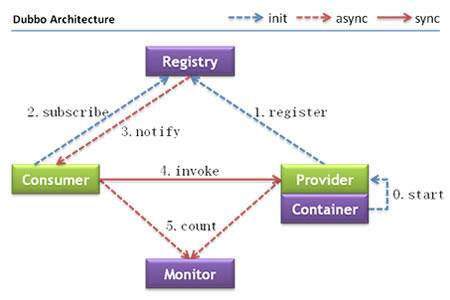 Dubbo Architecture
init
async
sync
Registry
2. subscribe
1. register
3. notify
Consumer
4. invoke
Provider
Container
0. start
5. count
Monitor